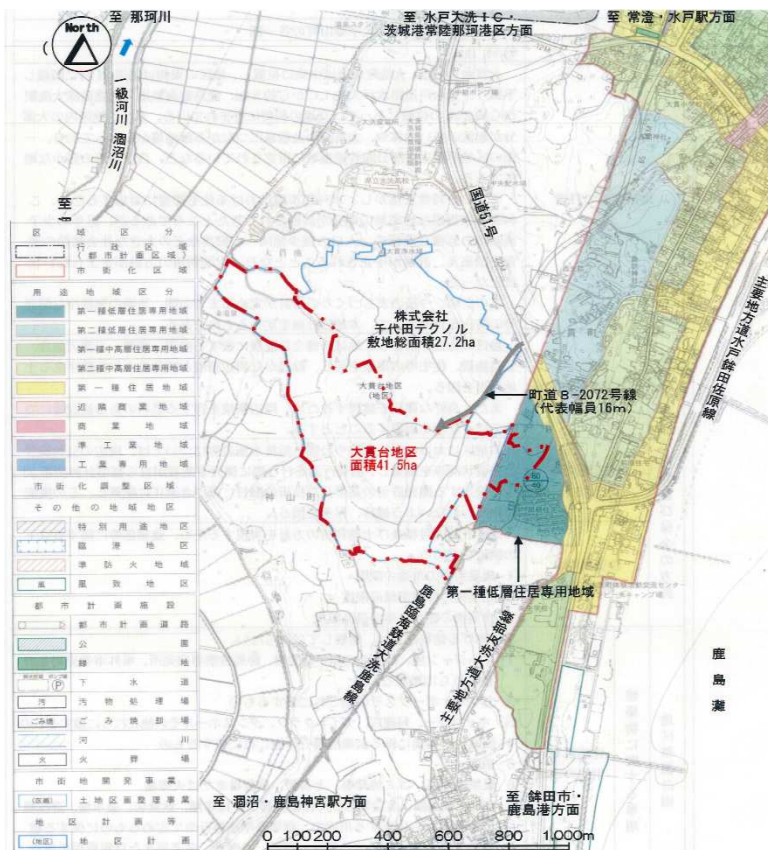 至 那珂川
至 水戸大洗IC・
茨城港常陸那珂港区方面
至 常澄・水戸駅方面
North
一級河川 涸沼川
国道51号
主要地方道水戸鉾田佐原線
株式会社
千代田テクノル
敷地総面積27.2ha
大貫台地区
(地区)
町道8-2072号線
(代表幅員16m)
大貫台地区
面積41.5ha
神山町
第一種低層住居専用地域
鹿島臨海鉄道大洗鹿島線
主要地方道大洗友部線
鹿島灘
至 涸沼・鹿島神宮駅方面
至 鉾田市・
鹿島港方面
0 100 200 400 600 800 1,000m
区域区分
行政区域
(都市計画区域)
市街化区域
用途地域区分
第一種低層住居専用地域
第二種低層住居専用地域
第一種中高層住居専用地域
第二種中高層住居専用地域
第一種住居地域
近隣商業地域
商業地域
準工業地域
工業専用地域
市街化調整区域
その他の地域地区
特別用途地区
臨港地区
準防火地域
風 風致地区
都市計画施設
都市計画道路
公園
緑地
P 下水道
汚 汚物処理場
ごみ焼 ごみ焼却場
河川
火 火葬場
市街地開発事業
(区画) 土地区画整理事業
地区計画等
(地区) 地区計画